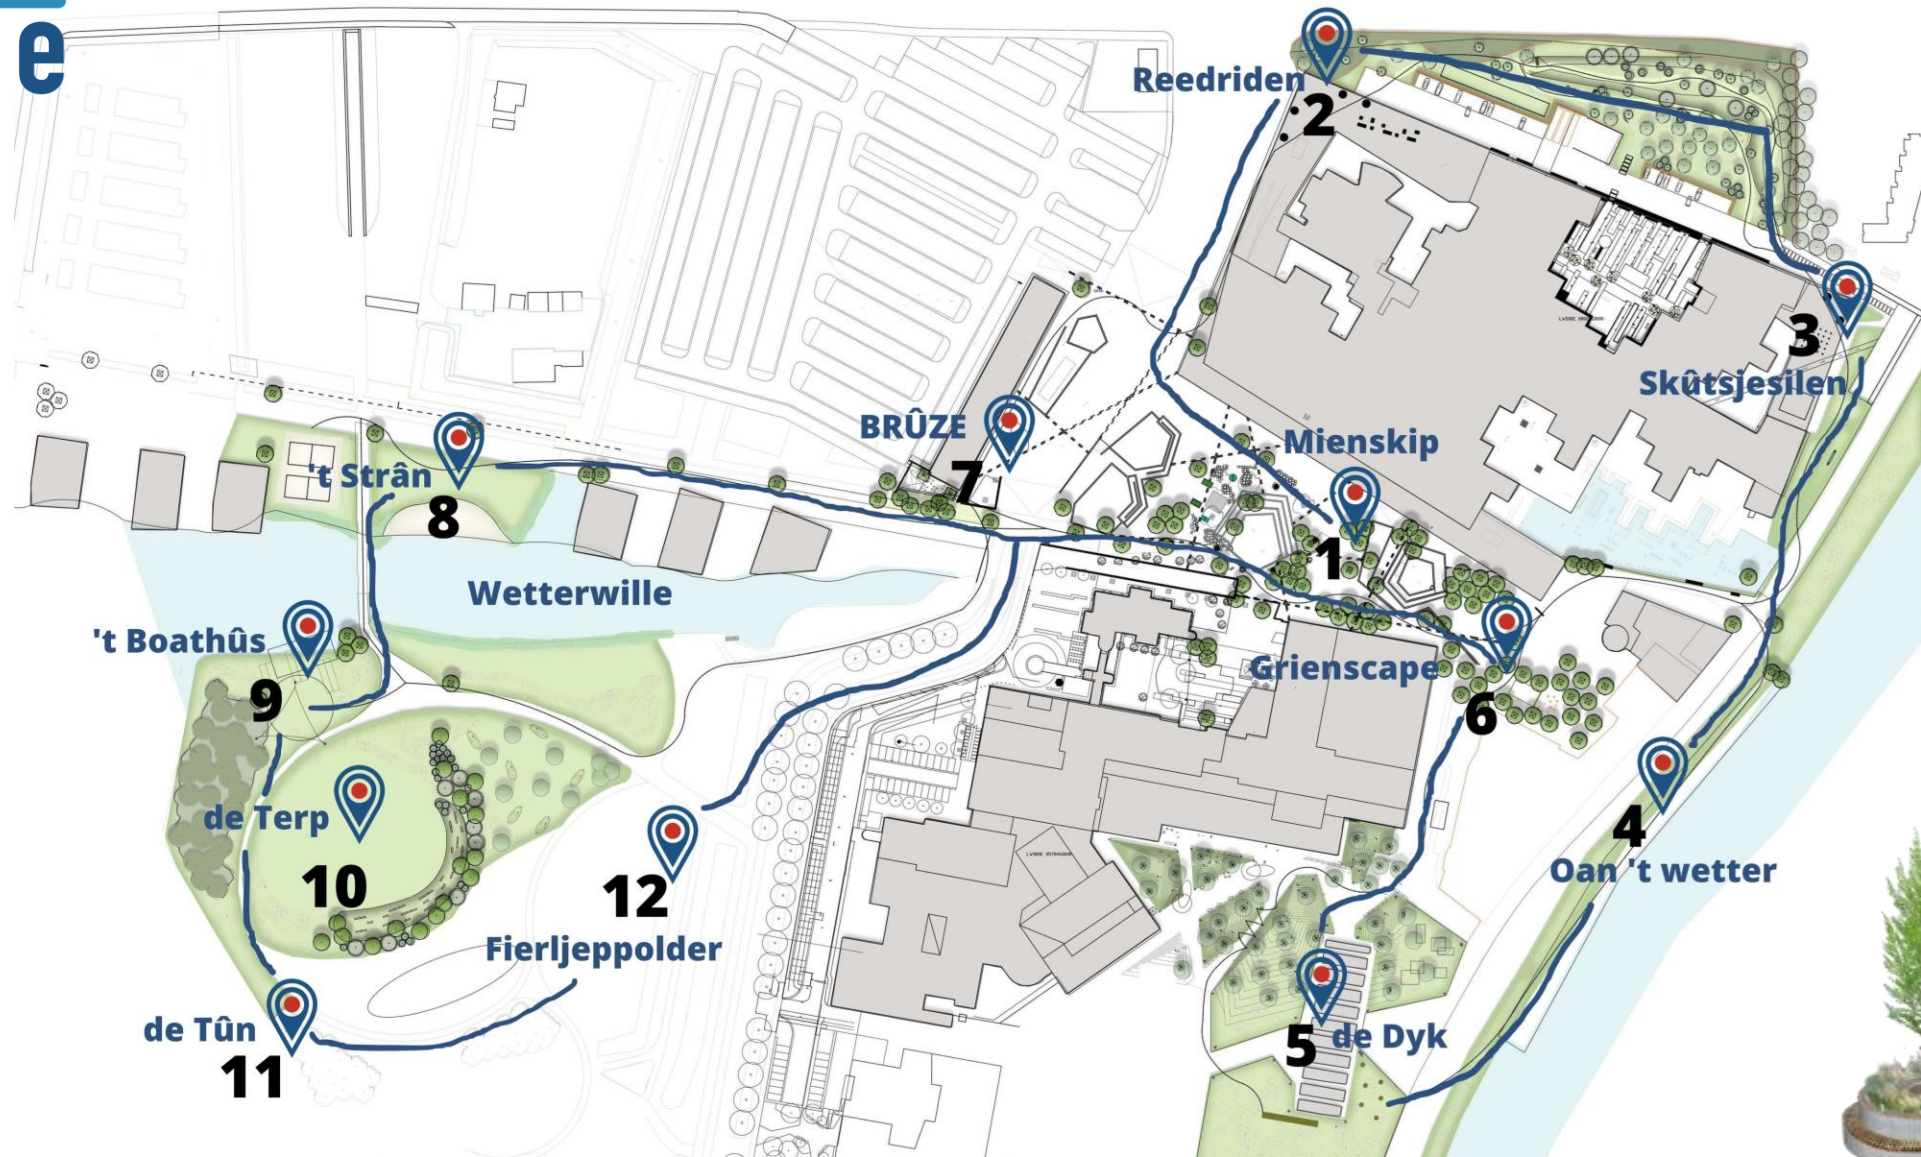 e
Reedriden
2
3
Skûtsjesilen
BRÛZE
7
Mienskip
1
't Strân
8
Wetterwille
't Boathûs
9
Grienscape
6
de Terp
10
12
Fierljeppolder
4
Oan 't wetter
de Tûn
11
5
de Dyk